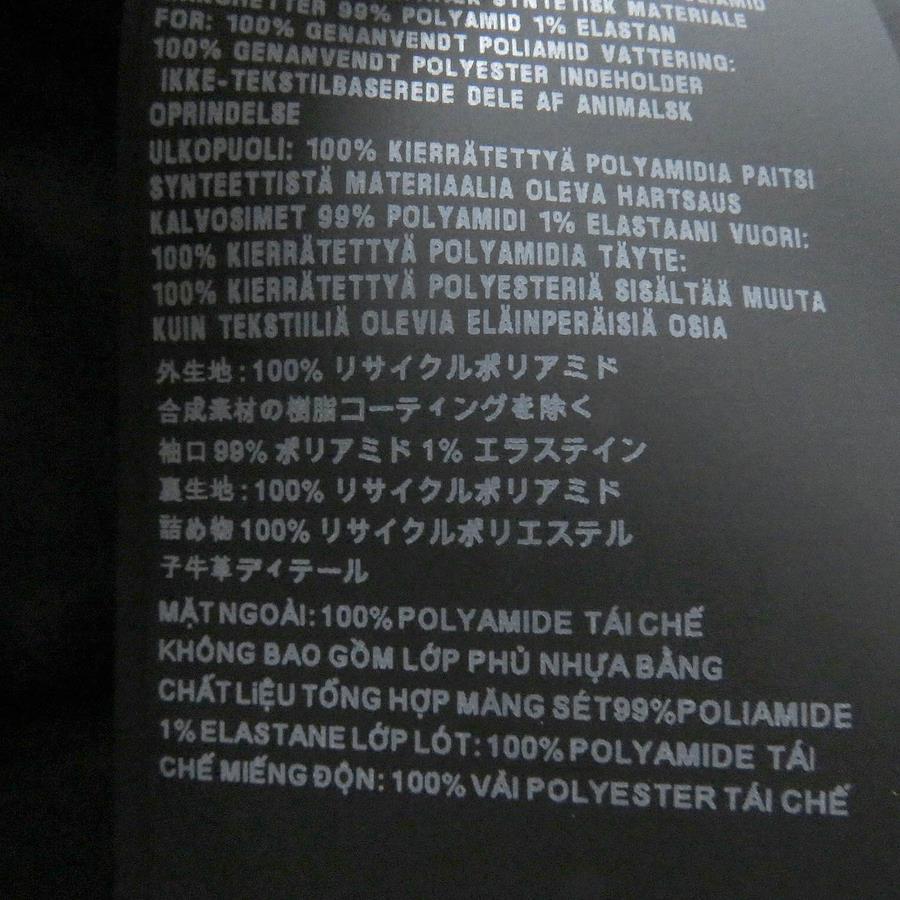 SYNTETISK MATERIALE
99% POLYAMID 1% ELASTAN
FOR: 100% GENANVENDT POLIAMID VATTERING:
100% GENANVENDT POLYESTER INDEHOLDER
IKKE-TEKSTILBASEREDE DELE AF ANIMALSK
OPRINDELSE
ULKOPUOLI: 100% KIERRÄTETTYÄ POLYAMIDIA PAITSI
SYNTEETTISTÄ MATERIAALIA OLEVA HARTSAUS
KALVOSIMET 99% POLYAMIDI 1% ELASTAANI VUORI:
100% KIERRÄTETTYÄ POLYAMIDIA TÄYTE:
100% KIERRÄTETTYÄ POLYESTERIÄ SISÄLTÄÄ MUUTA
KUIN TEKSTIILIÄ OLEVIA ELÄINPERÄISIÄ OSIA
外生地:100% リサイクルポリアミド
合成素材の樹脂コーティングを除く
袖口 99% ポリアミド 1% エラステイン
裏生地:100% リサイクルポリアミド
詰め物 100% リサイクルポリエステル
子牛革ディテール
MẶT NGOÀI: 100% POLYAMIDE TÁI CHẾ
KHÔNG BAO GỒM LỚP PHỦ NHỰA BẰNG
CHẤT LIỆU TỔNG HỢP MĂNG SÉT99%POLIAMIDE
1% ELASTANE LỚP LÓT: 100% POLYAMIDE TÁI
CHẾ MIẾNG ĐỘN: 100% VẢI POLYESTER TÁI CHẾ